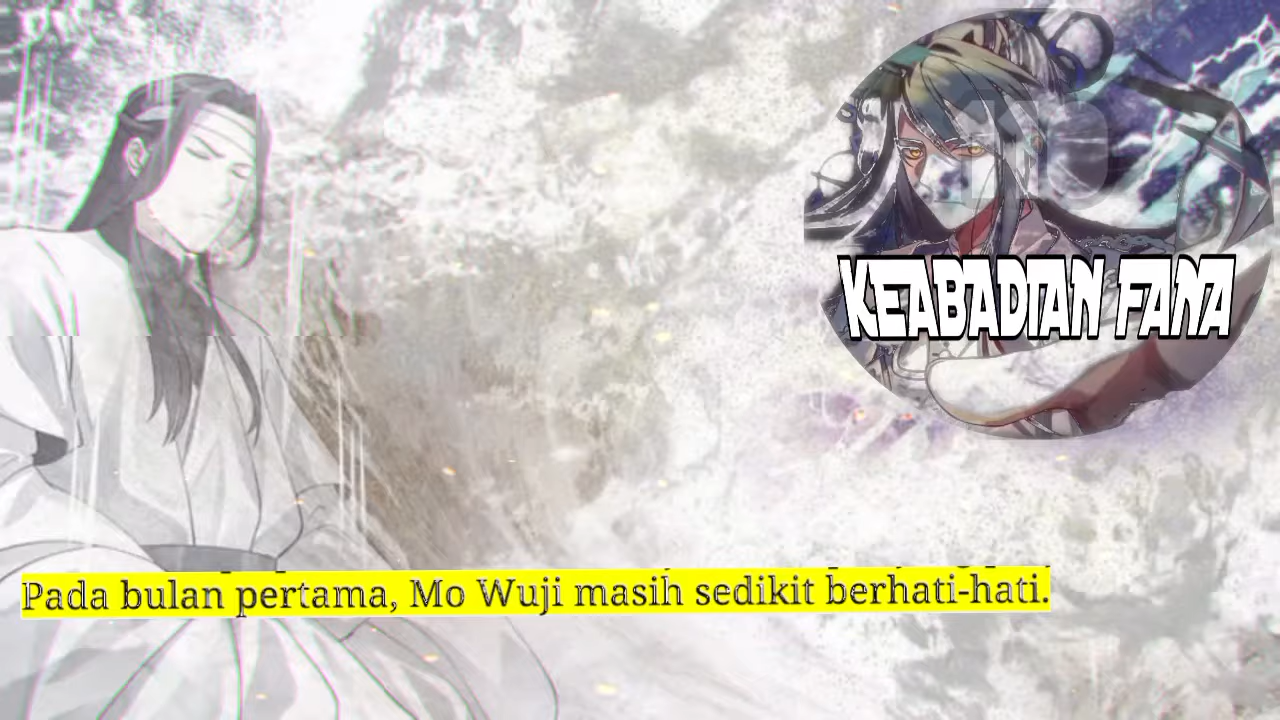 KEABADIAN FANA
Pada bulan pertama, Mo Wuji masih sedikit berhati-hati.